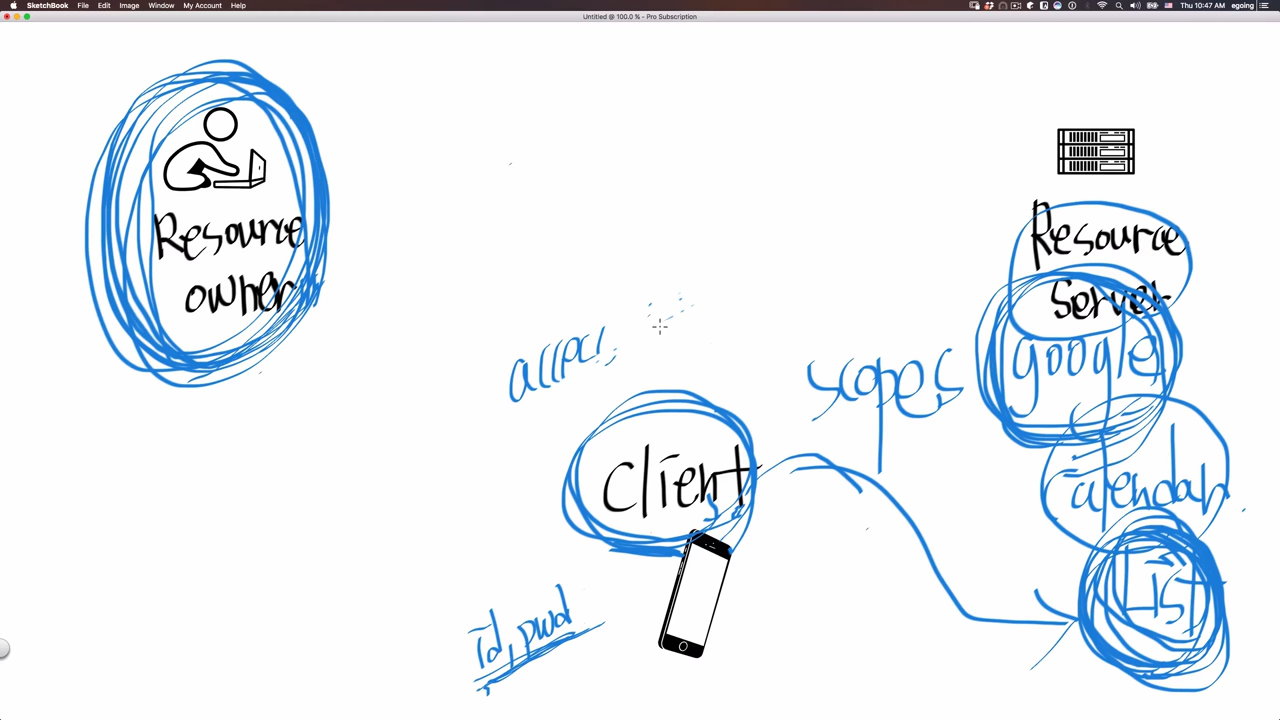 SketchBook File Edit Image Window My Account Help
Thu 10:47 AM egoing
Untitled @ 100.0 % - Pro Subscription
Resource
owner
Resource
Server
google
scopes
Client
Calendar
List
id, pwd